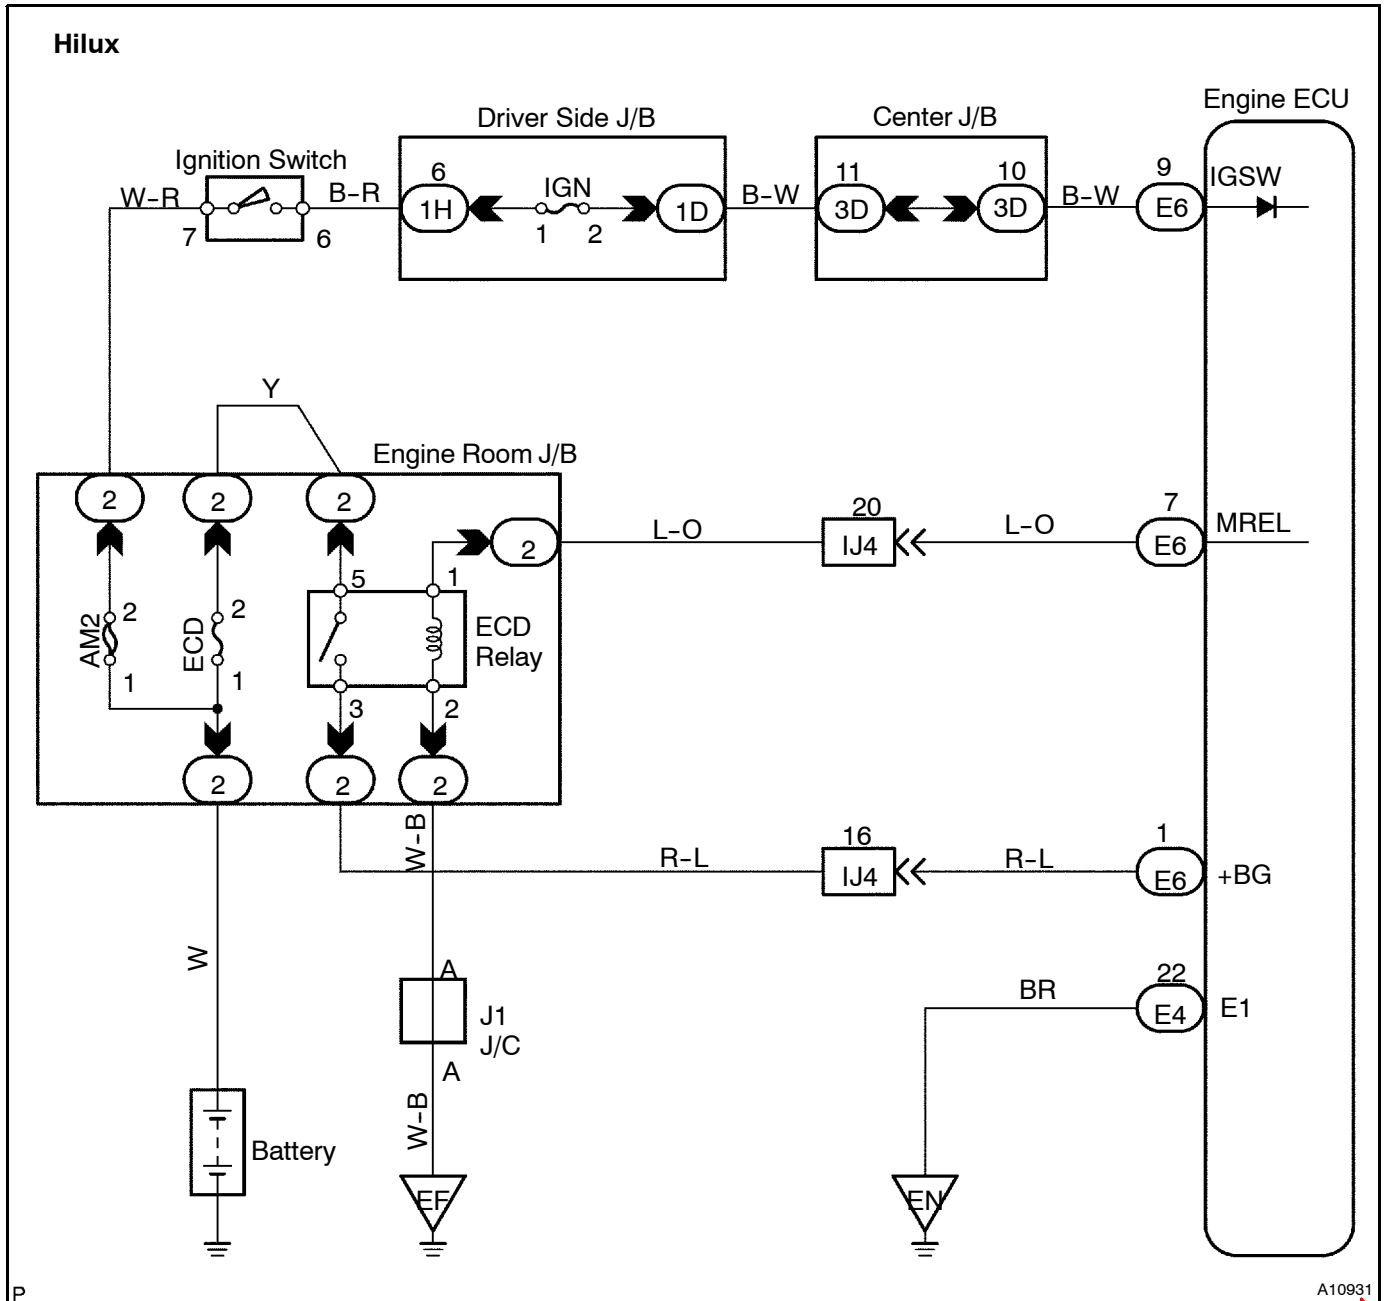 Hilux
Engine ECU
Driver Side J/B
Center J/B
Ignition Switch
6
11
10
9
W-R
B-R
1H
IGN
1D
B-W
3D
3D
B-W
E6
IGSW
7
6
1
2
Y
Engine Room J/B
2
2
2
20
7
2
L-O
IJ4
L-O
E6
MREL
5
1
AM2
2
ECD
2
ECD
Relay
1
1
3
2
2
2
2
W-B
16
1
R-L
IJ4
R-L
E6
+BG
W
A
22
BR
E4
E1
J1
J/C
A
W-B
Battery
EF
EN
P
A10931